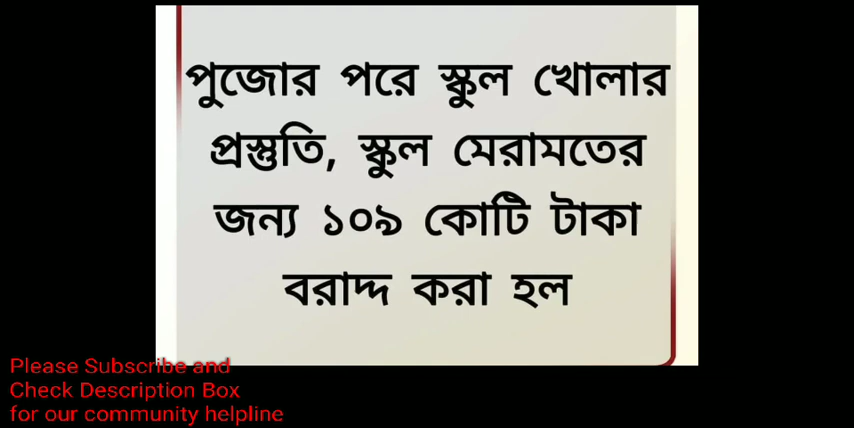 পুজোর পরে স্কুল খোলার
প্রস্তুতি, স্কুল মেরামতের
জন্য ১০৯ কোটি টাকা
বরাদ্দ করা হল
Please Subscribe and
Check Description Box
for our community helpline